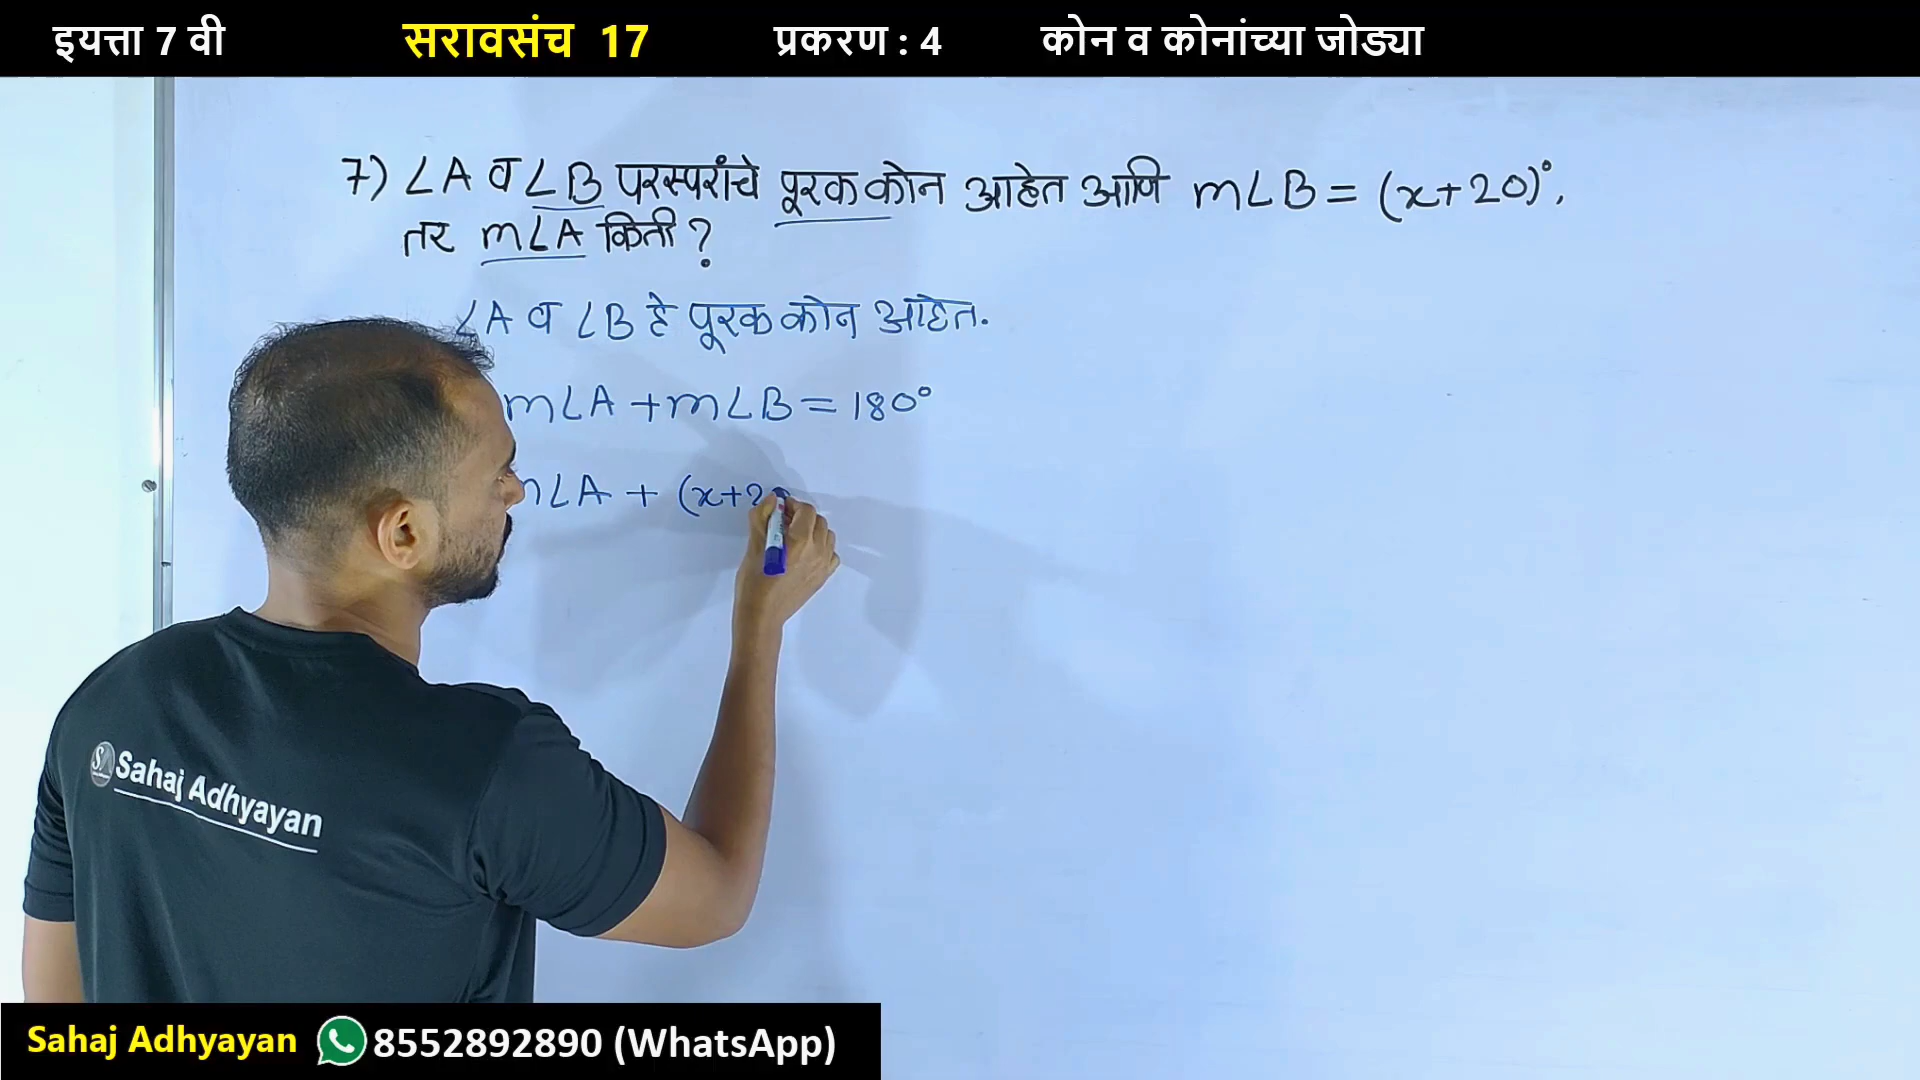 इयत्ता 7 वी सरावसंच 17 प्रकरण : 4 कोन व कोनांच्या जोड्या
7) ∠A व ∠B परस्परांचे पूरक कोन आहेत आणि m∠B = (x+20)°,
तर m∠A किती ?
∠A व ∠B हे पूरक कोन आहेत.
m∠A + m∠B = 180°
m∠A + (x+20
Sahaj Adhyayan
Sahaj Adhyayan 8552892890 (WhatsApp)